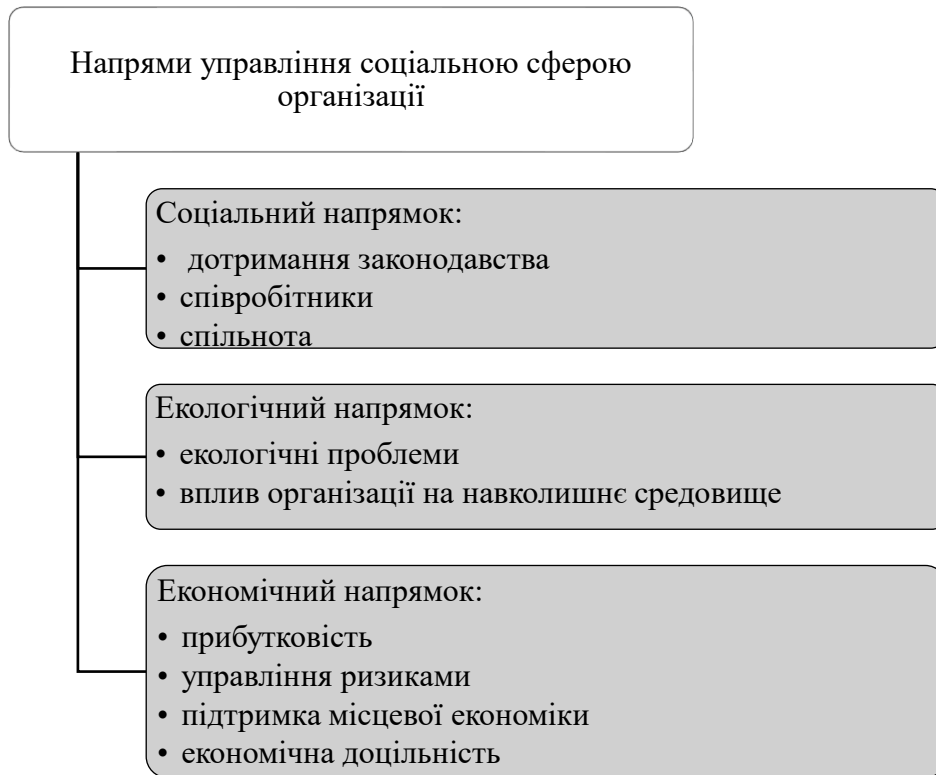 Напрями управління соціальною сферою
організації
Соціальний напрямок:
• дотримання законодавства
• співробітники
• спільнота
Екологічний напрямок:
• екологічні проблеми
• вплив організації на навколишнє средовище
Економічний напрямок:
• прибутковість
• управління ризиками
• підтримка місцевої економіки
• економічна доцільність